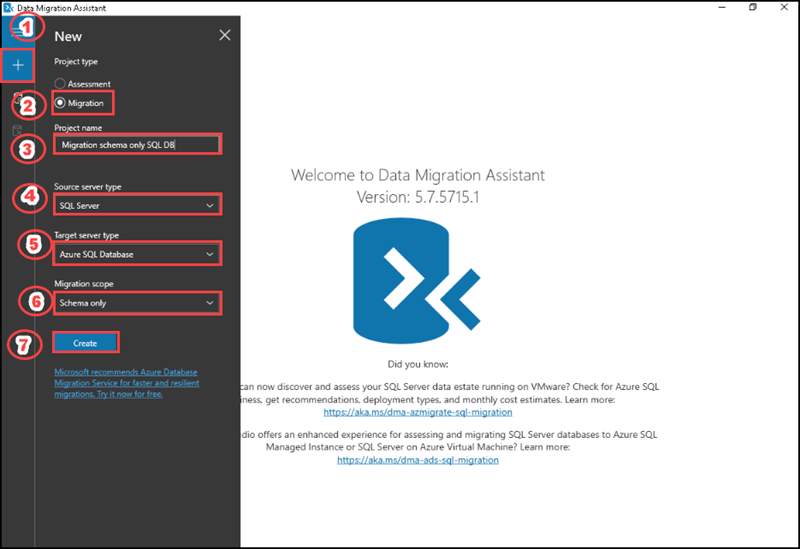 Data Migration Assistant
1
New
Project type
Assessment
2
Migration
Project name
3
Migration schema only SQL DB
Source server type
4
SQL Server
Target server type
5
Azure SQL Database
Migration scope
6
Schema only
7
Create
Microsoft recommends Azure Database
Migration Service for faster and resilient
migrations. Try it now for free.
Welcome to Data Migration Assistant
Version: 5.7.5715.1
Did you know:
can now discover and assess your SQL Server data estate running on VMware? Check for Azure SQL
iness, get recommendations, deployment types, and monthly cost estimates. Learn more:
https://aka.ms/dma-azmigrate-sql-migration
udio offers an enhanced experience for assessing and migrating SQL Server databases to Azure SQL
Managed Instance or SQL Server on Azure Virtual Machine? Learn more:
https://aka.ms/dma-ads-sql-migration